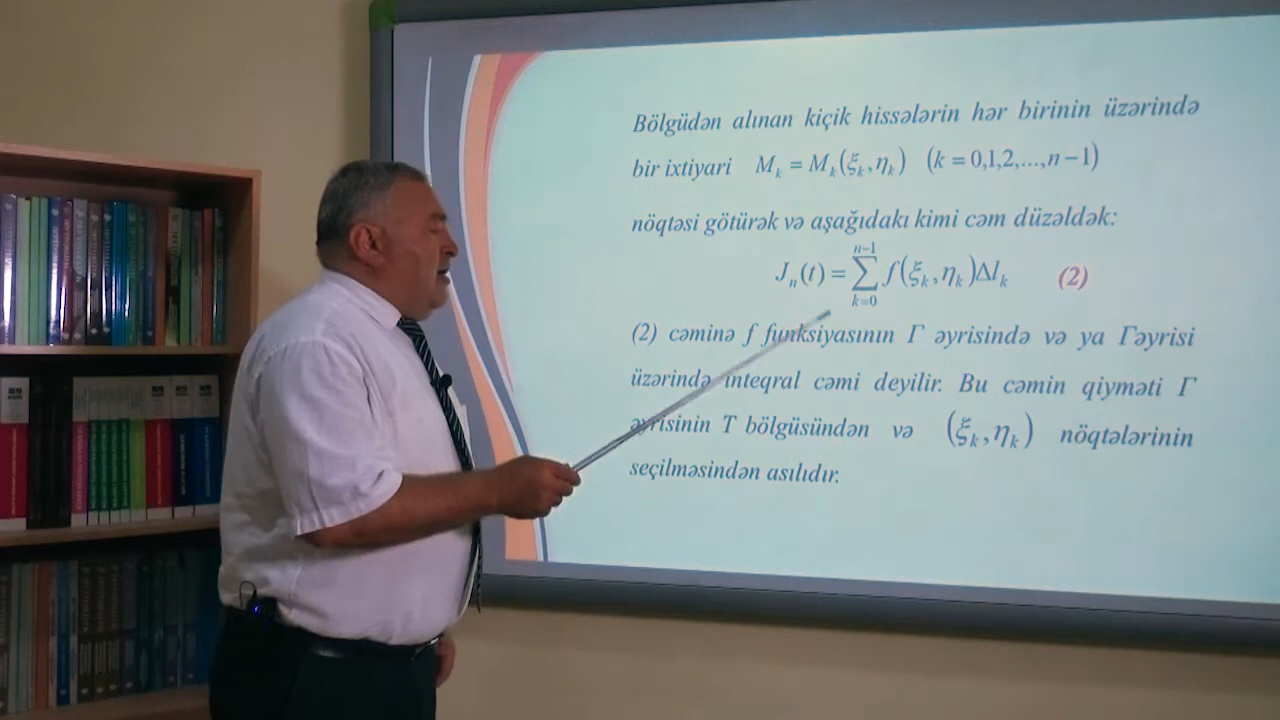 Bölgüdən alınan kiçik hissələrin hər birinin üzərində
bir ixtiyari M_k = M_k(ξ_k, η_k) (k = 0,1,2,...,n−1)
nöqtəsi götürək və aşağıdakı kimi cəm düzəldək:
J_n(t) = ∑_{k=0}^{n−1} f(ξ_k, η_k)Δl_k (2)
(2) cəminə f funksiyasının Γ əyrisində və ya Γəyrisi
üzərində inteqral cəmi deyilir. Bu cəmin qiyməti Γ
əyrisinin T bölgüsündən və (ξ_k, η_k) nöqtələrinin
seçilməsindən asılıdır.